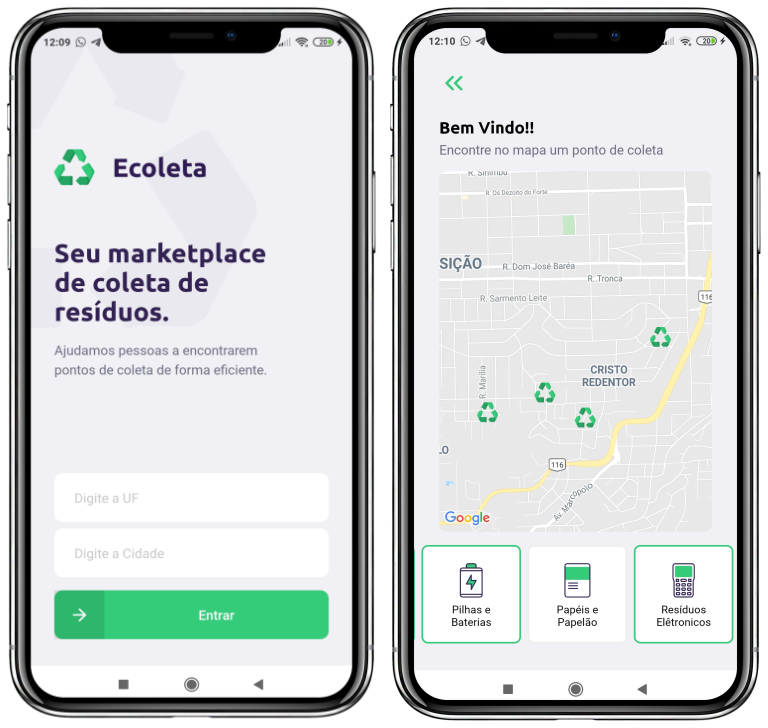 12:09
20
Ecoleta
Seu marketplace
de coleta de
resíduos.
Ajudamos pessoas a encontrarem
pontos de coleta de forma eficiente.
Digite a UF
Digite a Cidade
Entrar
12:10
20
Bem Vindo!!
Encontre no mapa um ponto de coleta
R. Sinimbu
R. Os Dezoito do Forte
SIÇÃO
R. Dom José Baréa
R. Tronca
116
R. Sarmento Leite
R. Marília
CRISTO
REDENTOR
LO
116
Av. Marcopolo
Google
Pilhas e
Baterias
Papéis e
Papelão
Resíduos
Elêtronicos